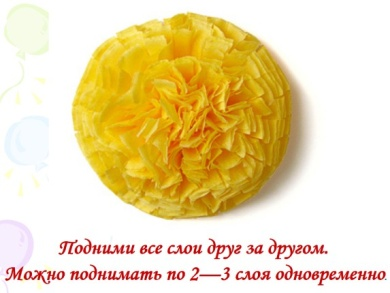 Подними все слои друг за другом.
Можно поднимать по 2—3 слоя одновременно